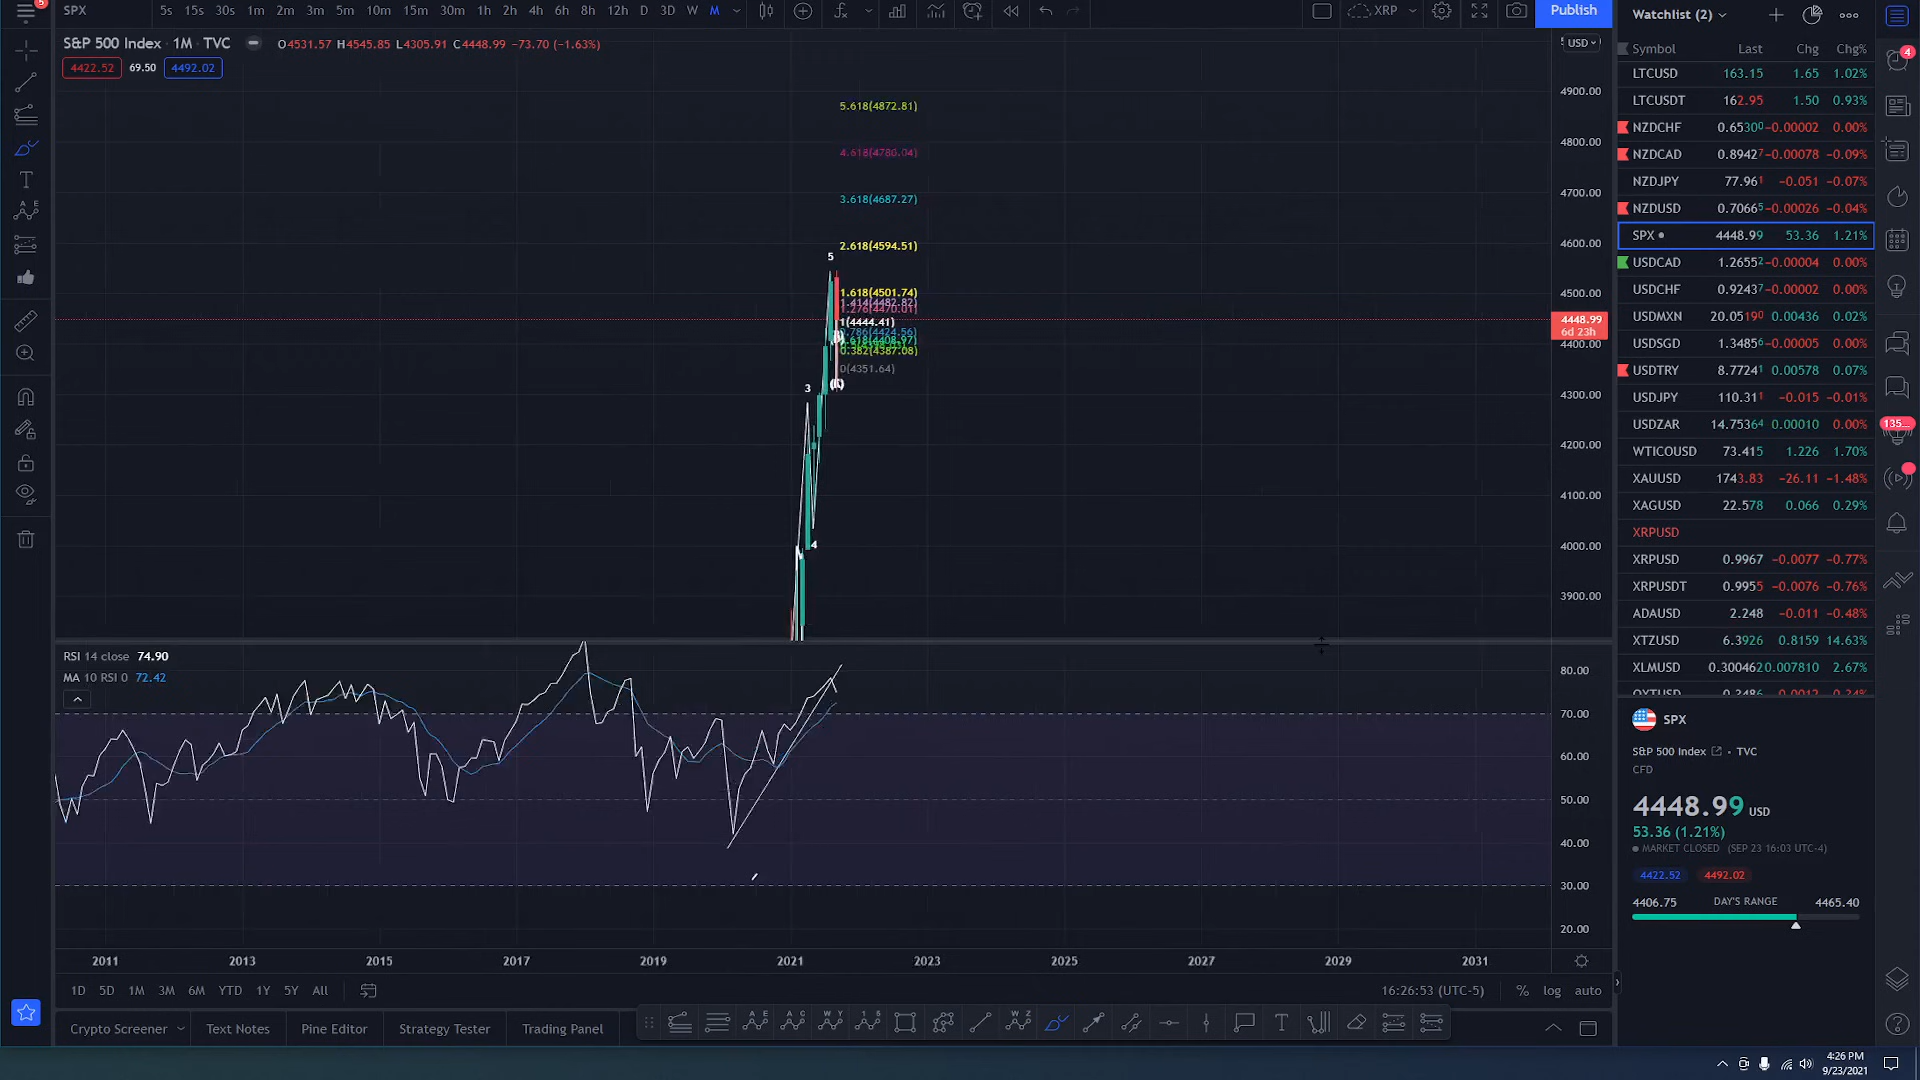 SPX 5s 15s 30s 1m 2m 3m 5m 10m 15m 30m 1h 2h 4h 6h 8h 12h D 3D W M XRP Publish
S&P 500 Index · 1M · TVC O4531.57 H4545.85 L4305.91 C4448.99 −73.70 (−1.63%)
4422.52 69.50 4492.02
USD
4900.00
4800.00
4700.00
4600.00
4500.00
4448.99
6d 23h
4400.00
4300.00
4200.00
4100.00
4000.00
3900.00
5.618(4872.81)
4.618(4780.04)
3.618(4687.27)
2.618(4594.51)
5
1.618(4501.74)
1.414(4482.82)
1.276(4470.01)
1(4444.41)
0.786(4424.56)
0.618(4408.97)
0.382(4387.08)
0(4351.64)
3
4
RSI 14 close 74.90
MA 10 RSI 0 72.42
80.00
70.00
60.00
50.00
40.00
30.00
20.00
2011 2013 2015 2017 2019 2021 2023 2025 2027 2029 2031
1D 5D 1M 3M 6M YTD 1Y 5Y All 16:26:53 (UTC-5) % log auto
Crypto Screener Text Notes Pine Editor Strategy Tester Trading Panel
Watchlist (2)
Symbol Last Chg Chg%
LTCUSD 163.15 1.65 1.02%
LTCUSDT 162.95 1.50 0.93%
NZDCHF 0.65300 −0.00002 0.00%
NZDCAD 0.89427 −0.00078 −0.09%
NZDJPY 77.961 −0.051 −0.07%
NZDUSD 0.70665 −0.00026 −0.04%
SPX 4448.99 53.36 1.21%
USDCAD 1.26552 −0.00004 0.00%
USDCHF 0.92437 −0.00002 0.00%
USDMXN 20.05190 0.00436 0.02%
USDSGD 1.34856 −0.00005 0.00%
USDTRY 8.77241 0.00578 0.07%
USDJPY 110.311 −0.015 −0.01%
USDZAR 14.75364 0.00010 0.00%
WTICOUSD 73.415 1.226 1.70%
XAUUSD 1743.83 −26.11 −1.48%
XAGUSD 22.578 0.066 0.29%
XRPUSD
XRPUSD 0.9967 −0.0077 −0.77%
XRPUSDT 0.9955 −0.0076 −0.76%
ADAUSD 2.248 −0.011 −0.48%
XTZUSD 6.3926 0.8159 14.63%
XLMUSD 0.300462 0.007810 2.67%
SPX
S&P 500 Index · TVC
CFD
4448.99 USD
53.36 (1.21%)
MARKET CLOSED (SEP 23 16:03 UTC-4)
4422.52 4492.02
4406.75 DAY'S RANGE 4465.40
5
4
135...
4:26 PM
9/23/2021